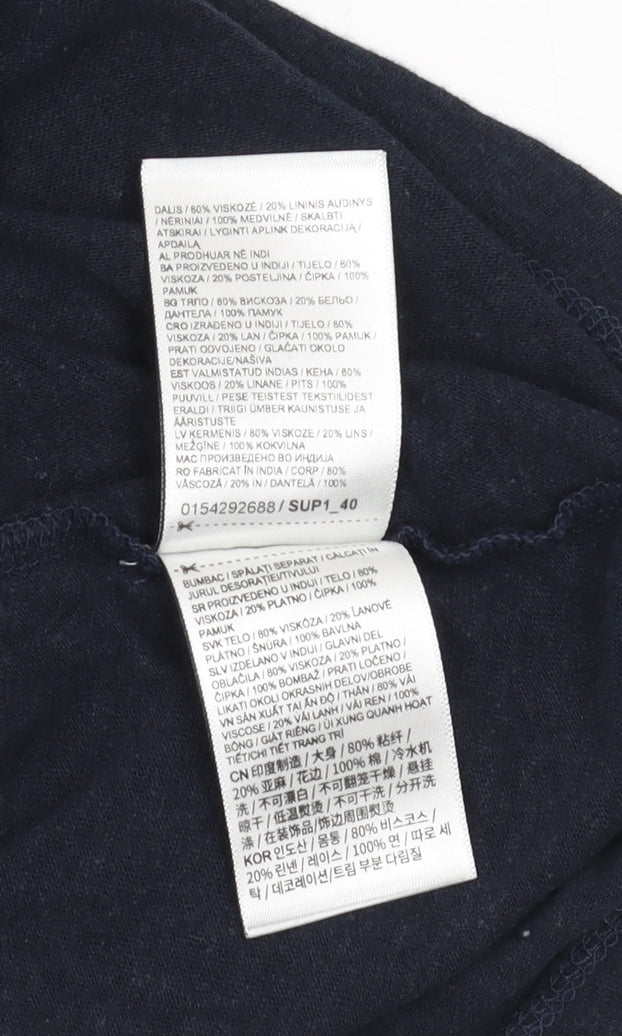 DALIS / 80% VISKOZĖ / 20% LININIS AUDINYS
/ NĖRINIAI / 100% MEDVILNĖ / SKALBTI
ATSKIRAI / LYGINTI APLINK DEKORACIJĄ /
APDAILĄ
AL PRODHUAR NË INDI
BA PROIZVEDENO U INDIJI / TIJELO / 80%
VISKOZA / 20% POSTELJINA / ČIPKA / 100%
PAMUK
BG ТЯЛО / 80% ВИСКОЗА / 20% БЕЛЬО /
ДАНТЕЛА / 100% ПАМУК
CRO IZRAĐENO U INDIJI / TIJELO / 80%
VISKOZA / 20% LAN / ČIPKA / 100% PAMUK /
PRATI ODVOJENO / GLAČATI OKOLO
DEKORACIJE/NAŠIVA
EST VALMISTATUD INDIAS / KEHA / 80%
VISKOOS / 20% LINANE / PITS / 100%
PUUVILL / PESE TEISTEST TEKSTIILIDEST
ERALDI / TRIIGI ÜMBER KAUNISTUSE JA
ÄÄRISTUSTE
LV ĶERMENIS / 80% VISKOZE / 20% LINS /
MEŽĢĪNE / 100% KOKVILNA
MAC ПРОИЗВЕДЕНО ВО ИНДИЈА
RO FABRICAT ÎN INDIA / CORP / 80%
VÂSCOZĂ / 20% IN / DANTELĂ / 100%
0154292688 / SUP1_40
BUMBAC / SPĂLAȚI SEPARAT / CĂLCAȚI ÎN
JURUL DESORAȚIEI/TIVULUI
SR PROIZVEDENO U INDIJI / TELO / 80%
VISKOZA / 20% PLATNO / ČIPKA / 100%
PAMUK
SVK TELO / 80% VISKÓZA / 20% ĽANOVÉ
PLÁTNO / ŠNÚRA / 100% BAVLNA
SLV IZDELANO V INDIJI / GLAVNI DEL
OBLAČILA / 80% VISKOZA / 20% PLATNO /
ČIPKA / 100% BOMBAŽ / PRATI LOČENO /
LIKATI OKOLI OKRASNIH DELOV/OBROBE
VN SẢN XUẤT TẠI ẤN ĐỘ / THÂN / 80% VẢI
VISCOSE / 20% VẢI LANH / VẢI REN / 100%
BÔNG / GIẶT RIÊNG / ỦI XUNG QUANH HOẠT
TIẾT/CHI TIẾT TRANG TRÍ
CN 印度制造 / 大身 / 80% 粘纤 /
20% 亚麻 / 花边 / 100% 棉 / 冷水机
洗 / 不可漂白 / 不可翻笼干燥 / 悬挂
晾干 / 低温熨烫 / 不可干洗 / 分开洗
涤 / 在装饰品/饰边周围熨烫
KOR 인도산 / 몸통 / 80% 비스코스 /
20% 린넨 / 레이스 / 100% 면 / 따로 세
탁 / 데코레이션/트림 부분 다림질